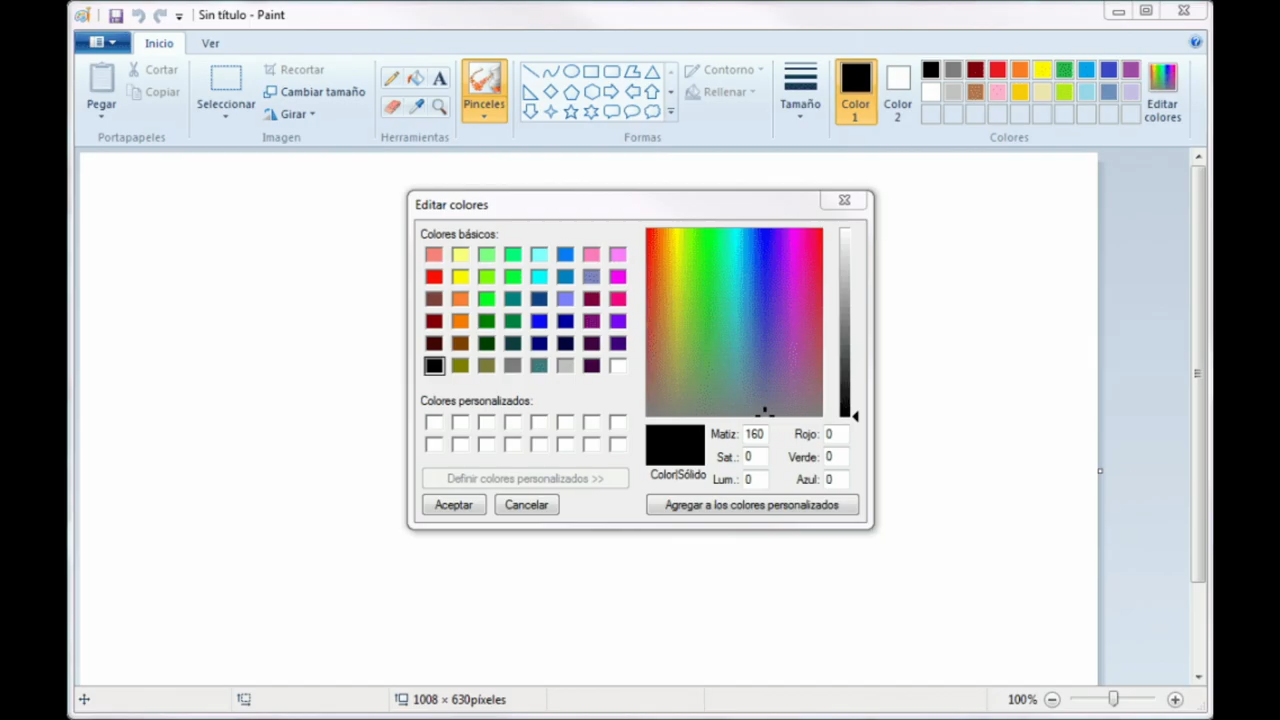 Sin título - Paint
Inicio
Ver
Pegar
Cortar
Copiar
Portapapeles
Seleccionar
Recortar
Cambiar tamaño
Girar
Imagen
A
Herramientas
Pinceles
Contorno
Rellenar
Formas
Tamaño
Color
1
Color
2
Editar
colores
Colores
Editar colores
Colores básicos:
Colores personalizados:
Definir colores personalizados >>
Aceptar
Cancelar
Color|Sólido
Matiz: 160
Sat.: 0
Lum.: 0
Rojo: 0
Verde: 0
Azul: 0
Agregar a los colores personalizados
1008 × 630píxeles
100%